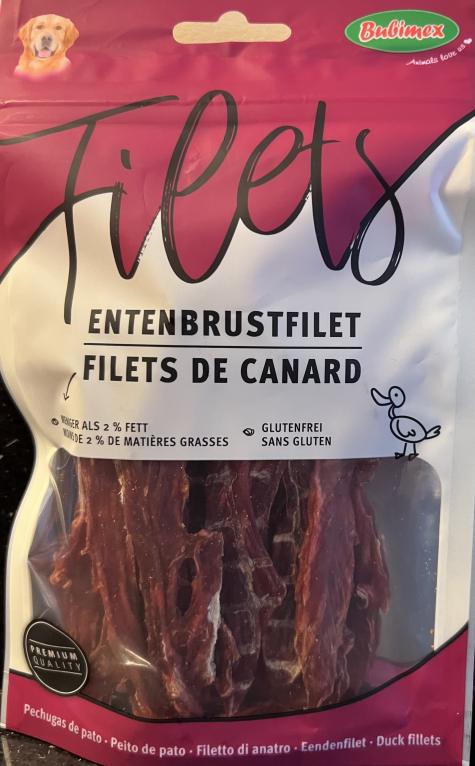 Bubimex
Animals love us
Filets
ENTENBRUSTFILET
FILETS DE CANARD
WENIGER ALS 2 % FETT
MOINS DE 2 % DE MATIÈRES GRASSES
GLUTENFREI
SANS GLUTEN
PREMIUM
QUALITY
Pechugas de pato · Peito de pato · Filetto di anatro · Eendenfilet · Duck fillets